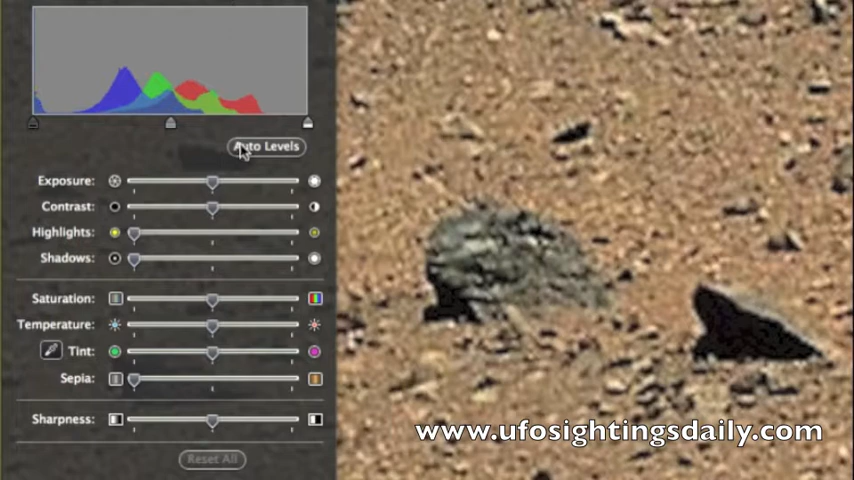 Auto Levels
Exposure:
Contrast:
Highlights:
Shadows:
Saturation:
Temperature:
Tint:
Sepia:
Sharpness:
www.ufosightingsdaily.com
Reset All